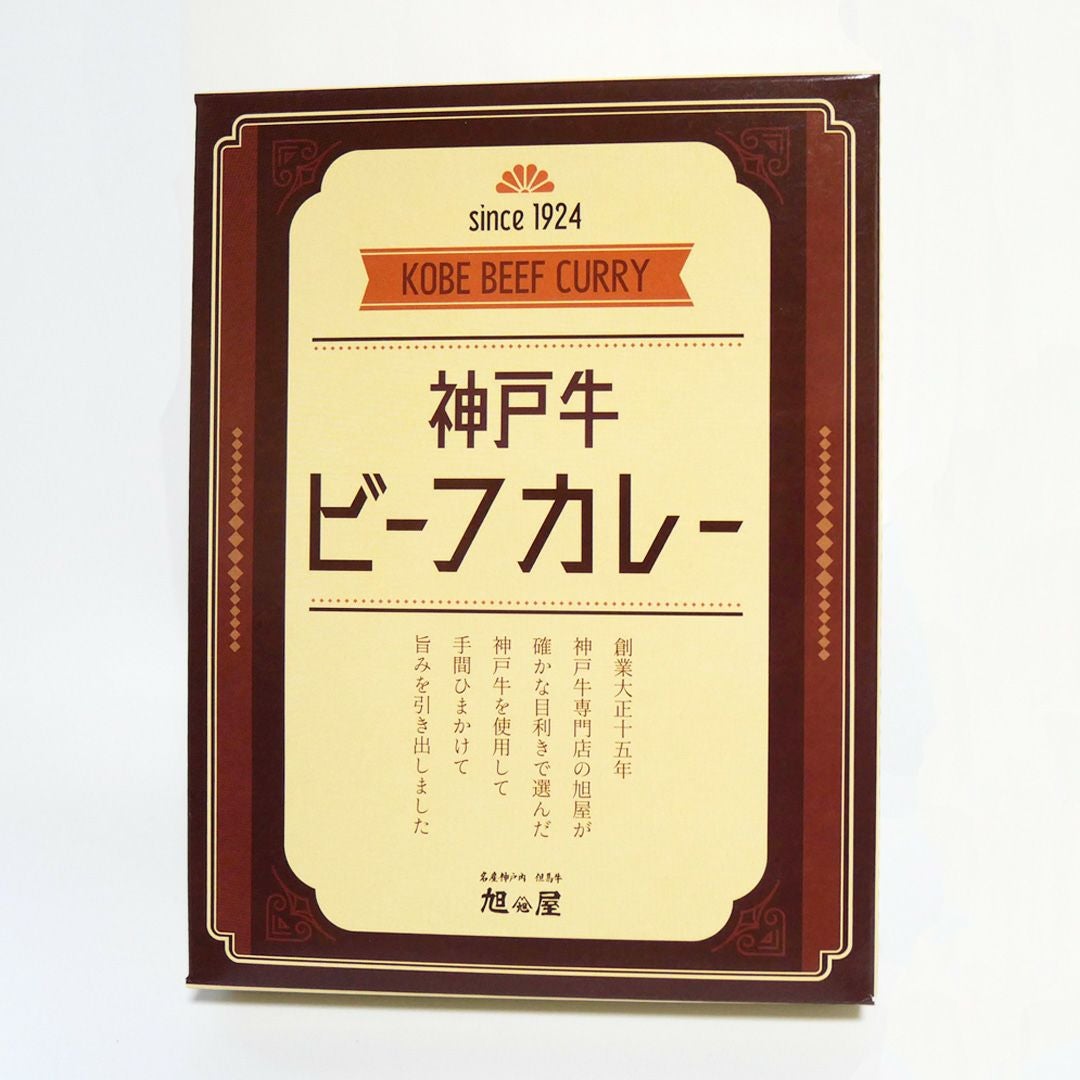 since 1924
KOBE BEEF CURRY
神戸牛
ビーフカレー
創業大正十五年
神戸牛専門店の旭屋が
確かな目利きで選んだ
神戸牛を使用して
手間ひまかけて
旨みを引き出しました
名産神戸肉 但馬牛
旭 旭 屋